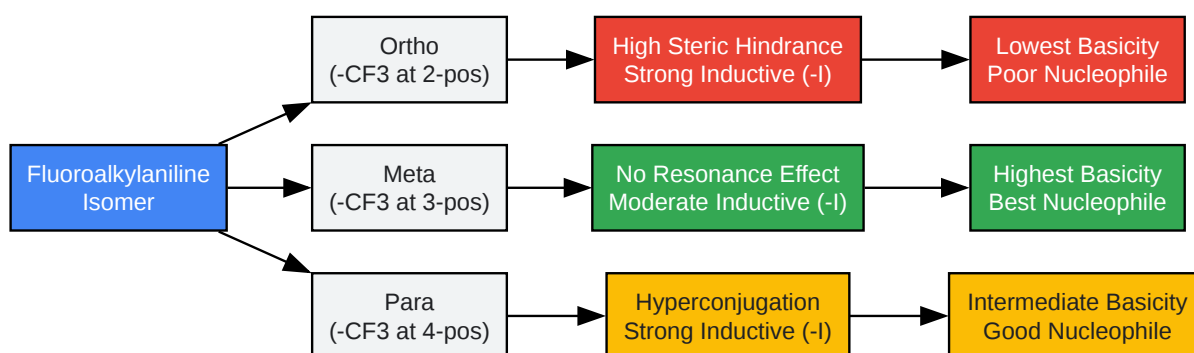 Fluoroalkylaniline
Isomer
Ortho
(-CF3 at 2-pos)
High Steric Hindrance
Strong Inductive (-I)
Lowest Basicity
Poor Nucleophile
Meta
(-CF3 at 3-pos)
No Resonance Effect
Moderate Inductive (-I)
Highest Basicity
Best Nucleophile
Para
(-CF3 at 4-pos)
Hyperconjugation
Strong Inductive (-I)
Intermediate Basicity
Good Nucleophile